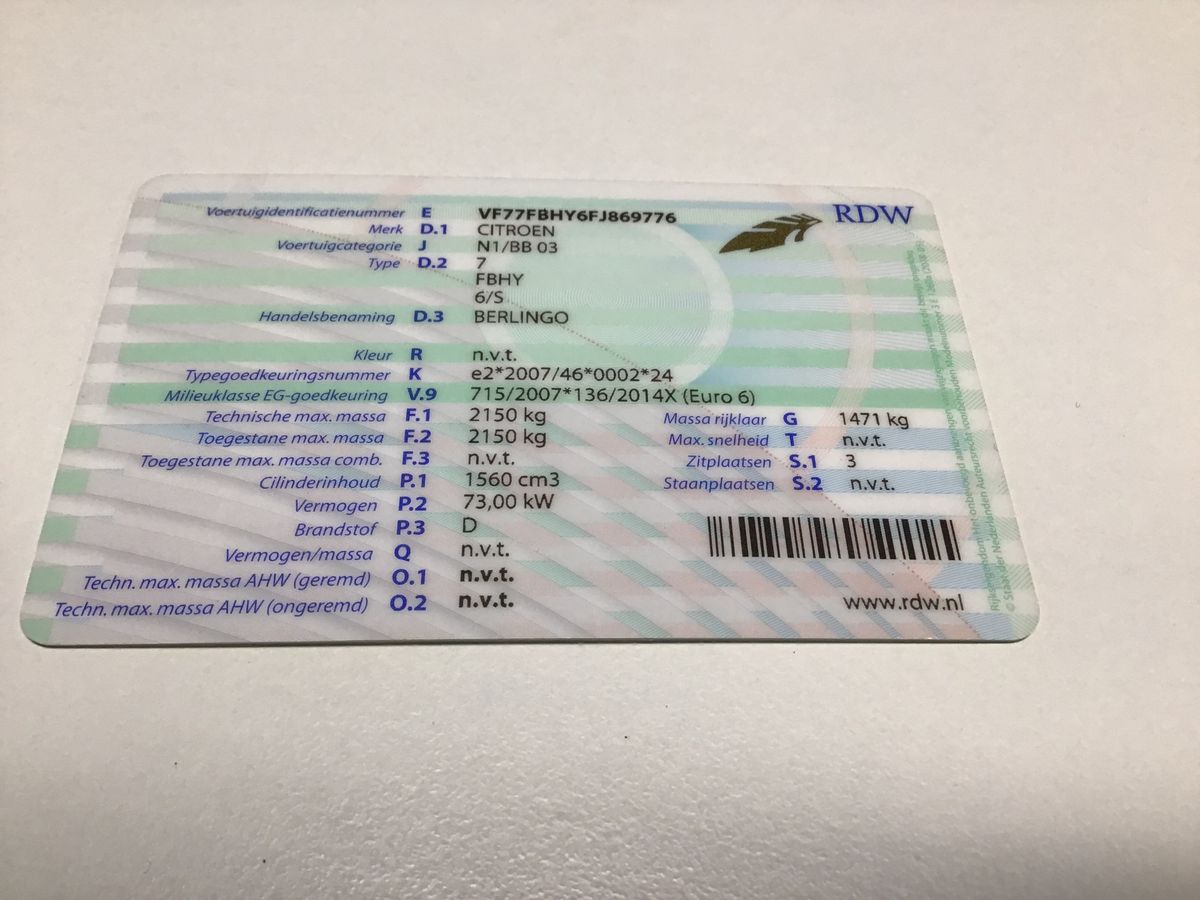 RDW
Voertuigidentificatienummer E VF77FBHY6FJ869776
Merk D.1 CITROEN
Voertuigcategorie J N1/BB 03
Type D.2 7
FBHY
6/S
Handelsbenaming D.3 BERLINGO
Kleur R n.v.t.
Typegoedkeuringsnummer K e2*2007/46*0002*24
Milieuklasse EG-goedkeuring V.9 715/2007*136/2014X (Euro 6)
Technische max. massa F.1 2150 kg Massa rijklaar G 1471 kg
Toegestane max. massa F.2 2150 kg Max. snelheid T n.v.t.
Toegestane max. massa comb. F.3 n.v.t. Zitplaatsen S.1 3
Cilinderinhoud P.1 1560 cm3 Staanplaatsen S.2 n.v.t.
Vermogen P.2 73,00 kW
Brandstof P.3 D
Vermogen/massa Q n.v.t.
Techn. max. massa AHW (geremd) O.1 n.v.t.
Techn. max. massa AHW (ongeremd) O.2 n.v.t.
www.rdw.nl